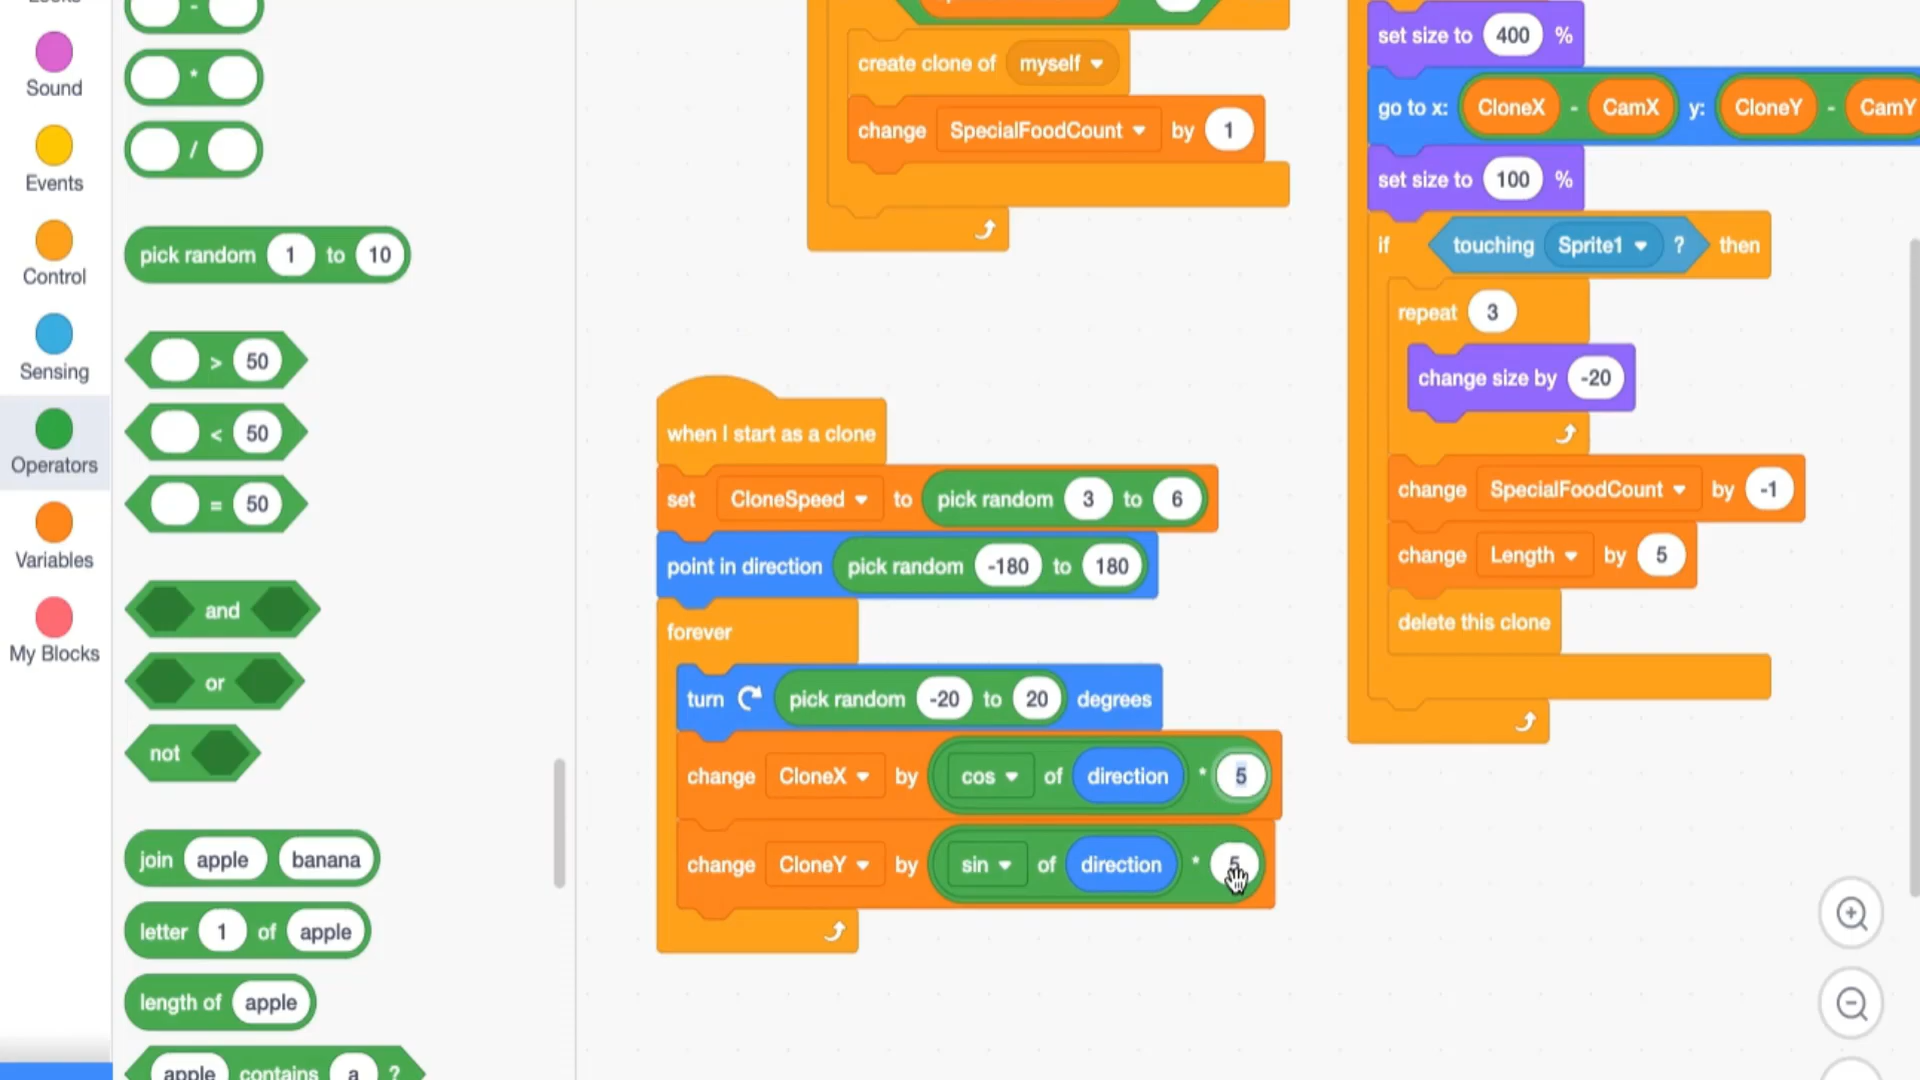 Sound
Events
Control
Sensing
Operators
Variables
My Blocks
-
*
/
pick random 1 to 10
> 50
< 50
= 50
and
or
not
join apple banana
letter 1 of apple
length of apple
apple contains a ?
create clone of myself
change SpecialFoodCount by 1
when I start as a clone
set CloneSpeed to pick random 3 to 6
point in direction pick random -180 to 180
forever
turn pick random -20 to 20 degrees
change CloneX by cos of direction * 5
change CloneY by sin of direction * 5
set size to 400 %
go to x: CloneX - CamX y: CloneY - CamY
set size to 100 %
if touching Sprite1 ? then
repeat 3
change size by -20
change SpecialFoodCount by -1
change Length by 5
delete this clone